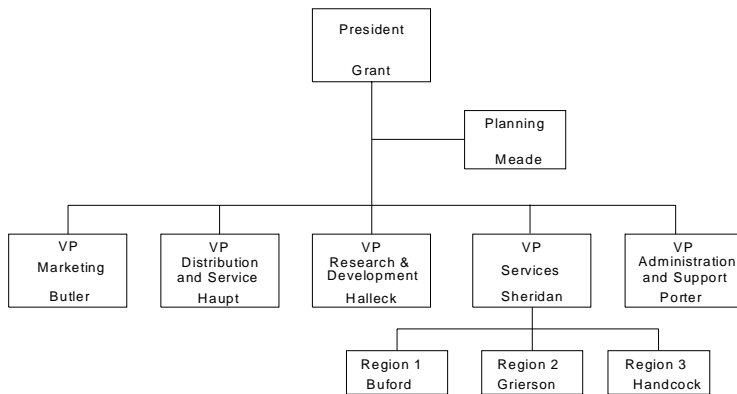 President
Grant
Planning
Meade
VP
Marketing
Butler
VP
Distribution
and Service
Haupt
VP
Research &
Development
Halleck
VP
Services
Sheridan
VP
Administration
and Support
Porter
Region 1
Buford
Region 2
Grierson
Region 3
Handcock